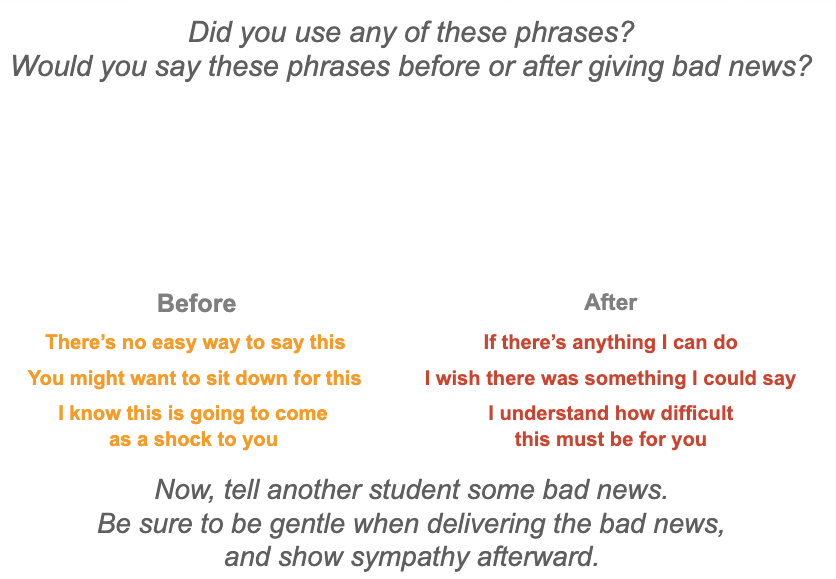 Did you use any of these phrases?
Would you say these phrases before or after giving bad news?
Before
There’s no easy way to say this
You might want to sit down for this
I know this is going to come
as a shock to you
After
If there’s anything I can do
I wish there was something I could say
I understand how difficult
this must be for you
Now, tell another student some bad news.
Be sure to be gentle when delivering the bad news,
and show sympathy afterward.